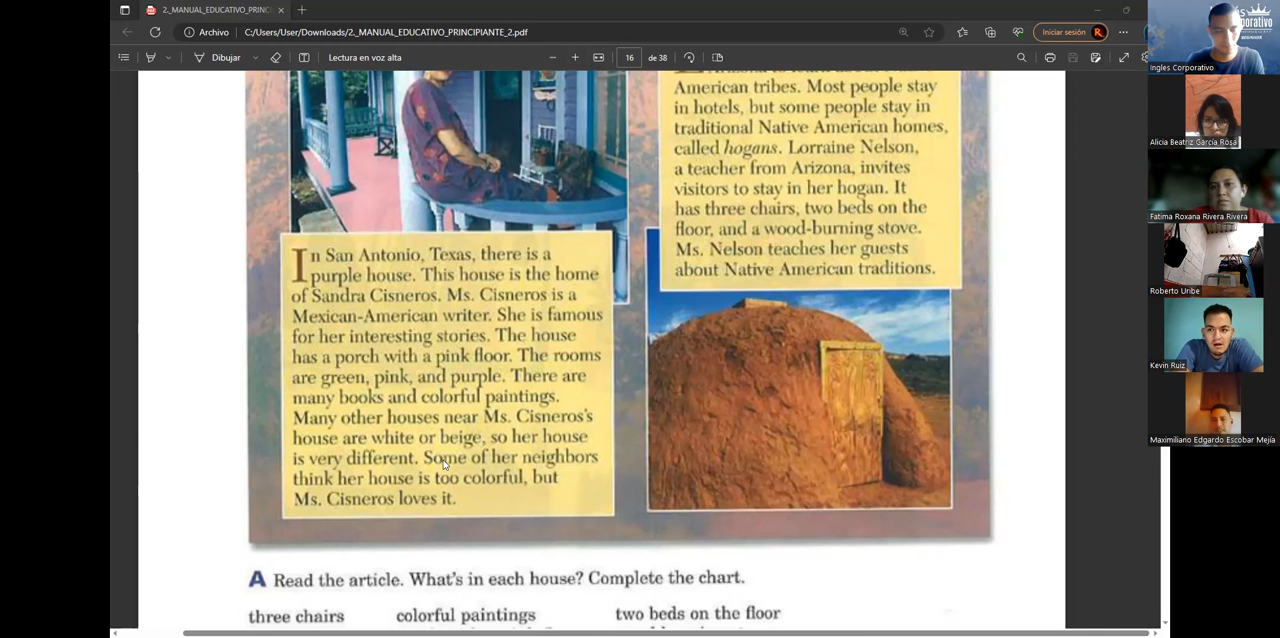 2._MANUAL_EDUCATIVO_PRINCIPI
Archivo
C:/Users/User/Downloads/2._MANUAL_EDUCATIVO_PRINCIPIANTE_2.pdf
Iniciar sesión
R
Dibujar
Lectura en voz alta
16
de 38
American tribes. Most people stay
in hotels, but some people stay in
traditional Native American homes,
called hogans. Lorraine Nelson,
a teacher from Arizona, invites
visitors to stay in her hogan. It
has three chairs, two beds on the
floor, and a wood-burning stove.
Ms. Nelson teaches her guests
about Native American traditions.
In San Antonio, Texas, there is a
purple house. This house is the home
of Sandra Cisneros. Ms. Cisneros is a
Mexican-American writer. She is famous
for her interesting stories. The house
has a porch with a pink floor. The rooms
are green, pink, and purple. There are
many books and colorful paintings.
Many other houses near Ms. Cisneros's
house are white or beige, so her house
is very different. Some of her neighbors
think her house is too colorful, but
Ms. Cisneros loves it.
A Read the article. What's in each house? Complete the chart.
three chairs colorful paintings two beds on the floor
Ingles Corporativo
Alicia Beatriz García Rosa
Fatima Roxana Rivera Rivera
Roberto Uribe
Kevin Ruiz
Maximiliano Edgardo Escobar Mejía